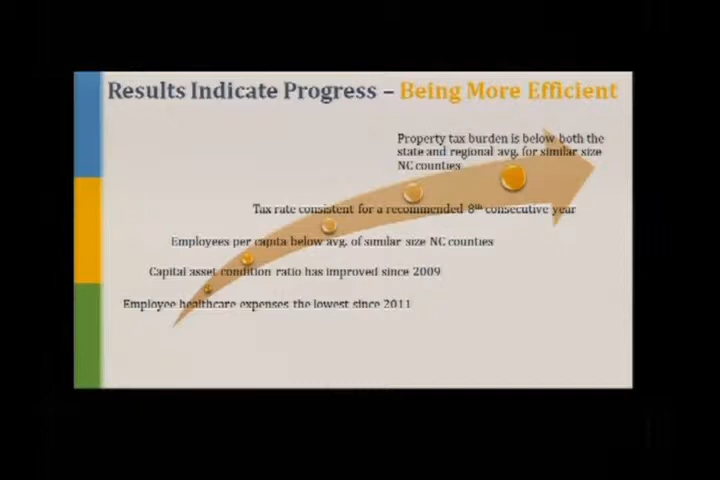 Results Indicate Progress – Being More Efficient
Property tax burden is below both the
state and regional avg. for similar size
NC counties
Tax rate consistent for a recommended 8th consecutive year
Employees per capita below avg. of similar size NC counties
Capital asset condition ratio has improved since 2009
Employee healthcare expenses the lowest since 2011